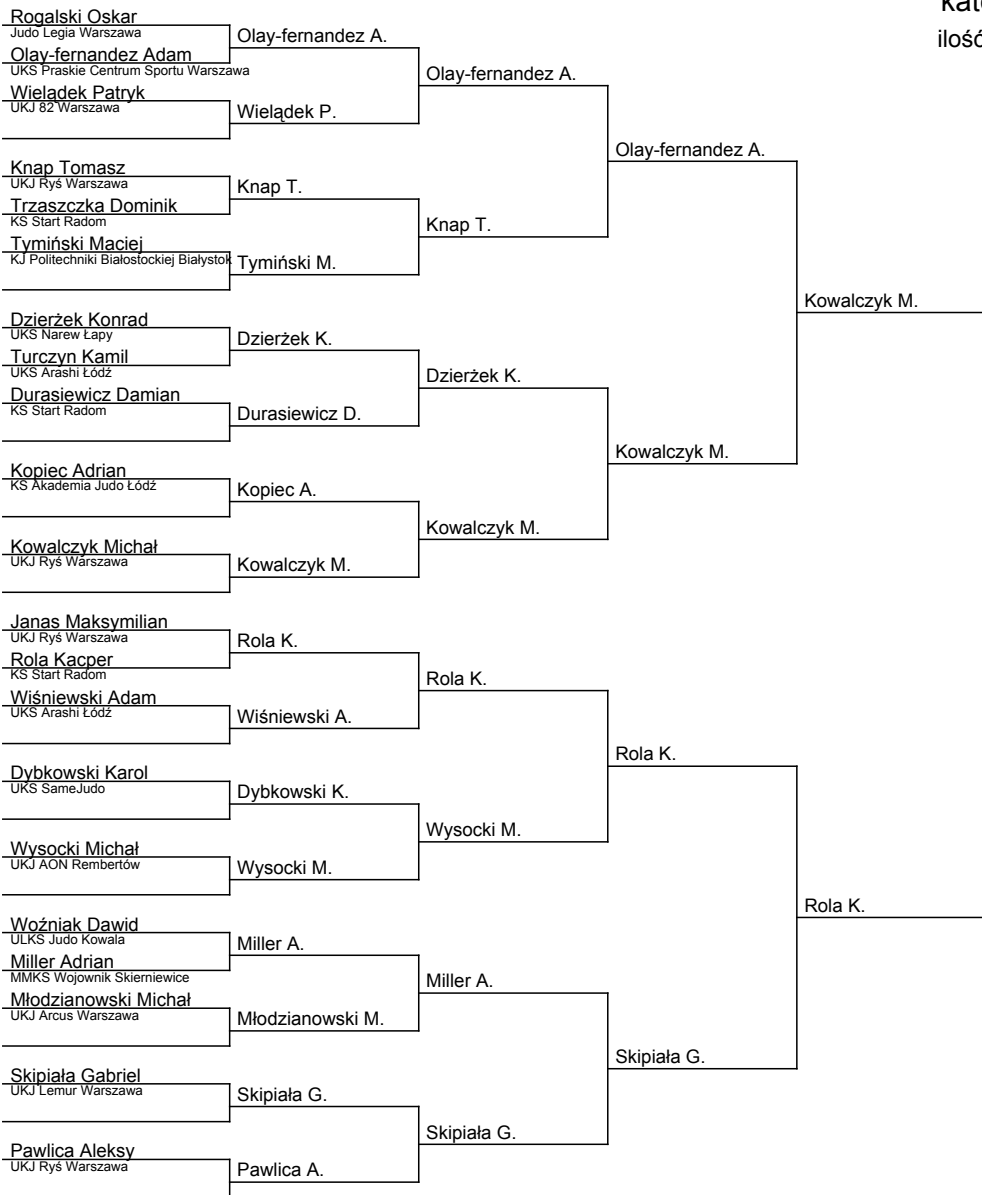 kate
ilość
Rogalski Oskar
Judo Legia Warszawa
Olay-fernandez Adam
UKS Praskie Centrum Sportu Warszawa
Wielądek Patryk
UKJ 82 Warszawa
Knap Tomasz
UKJ Ryś Warszawa
Trzaszczka Dominik
KS Start Radom
Tymiński Maciej
KJ Politechniki Białostockiej Białystok
Dzierżek Konrad
UKS Narew Łapy
Turczyn Kamil
UKS Arashi Łódź
Durasiewicz Damian
KS Start Radom
Kopiec Adrian
KS Akademia Judo Łódź
Kowalczyk Michał
UKJ Ryś Warszawa
Janas Maksymilian
UKJ Ryś Warszawa
Rola Kacper
KS Start Radom
Wiśniewski Adam
UKS Arashi Łódź
Dybkowski Karol
UKS SameJudo
Wysocki Michał
UKJ AON Rembertów
Woźniak Dawid
ULKS Judo Kowala
Miller Adrian
MMKS Wojownik Skierniewice
Młodzianowski Michał
UKJ Arcus Warszawa
Skipiała Gabriel
UKJ Lemur Warszawa
Pawlica Aleksy
UKJ Ryś Warszawa
Olay-fernandez A.
Wielądek P.
Knap T.
Tymiński M.
Dzierżek K.
Durasiewicz D.
Kopiec A.
Kowalczyk M.
Rola K.
Wiśniewski A.
Dybkowski K.
Wysocki M.
Miller A.
Młodzianowski M.
Skipiała G.
Pawlica A.
Olay-fernandez A.
Knap T.
Dzierżek K.
Kowalczyk M.
Rola K.
Wysocki M.
Miller A.
Skipiała G.
Olay-fernandez A.
Kowalczyk M.
Rola K.
Skipiała G.
Kowalczyk M.
Rola K.